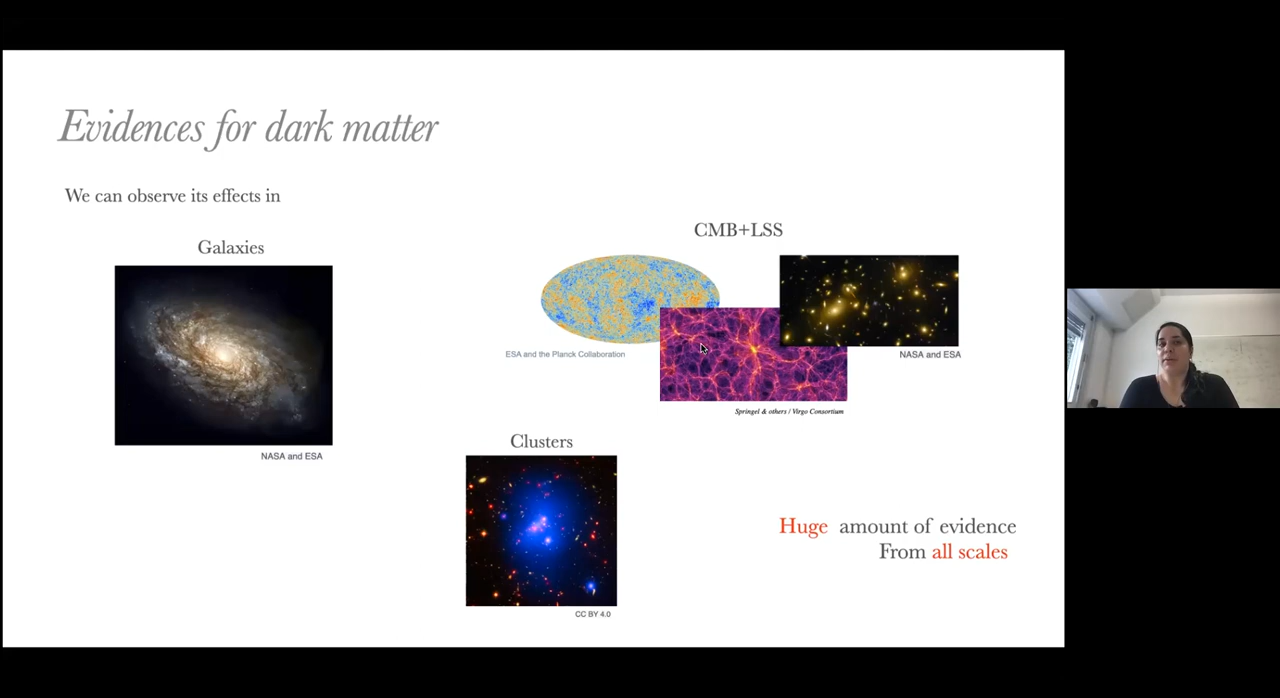 Evidences for dark matter
We can observe its effects in
Galaxies
NASA and ESA
CMB+LSS
ESA and the Planck Collaboration
NASA and ESA
Springel & others / Virgo Consortium
Clusters
CC BY 4.0
Huge amount of evidence
From all scales